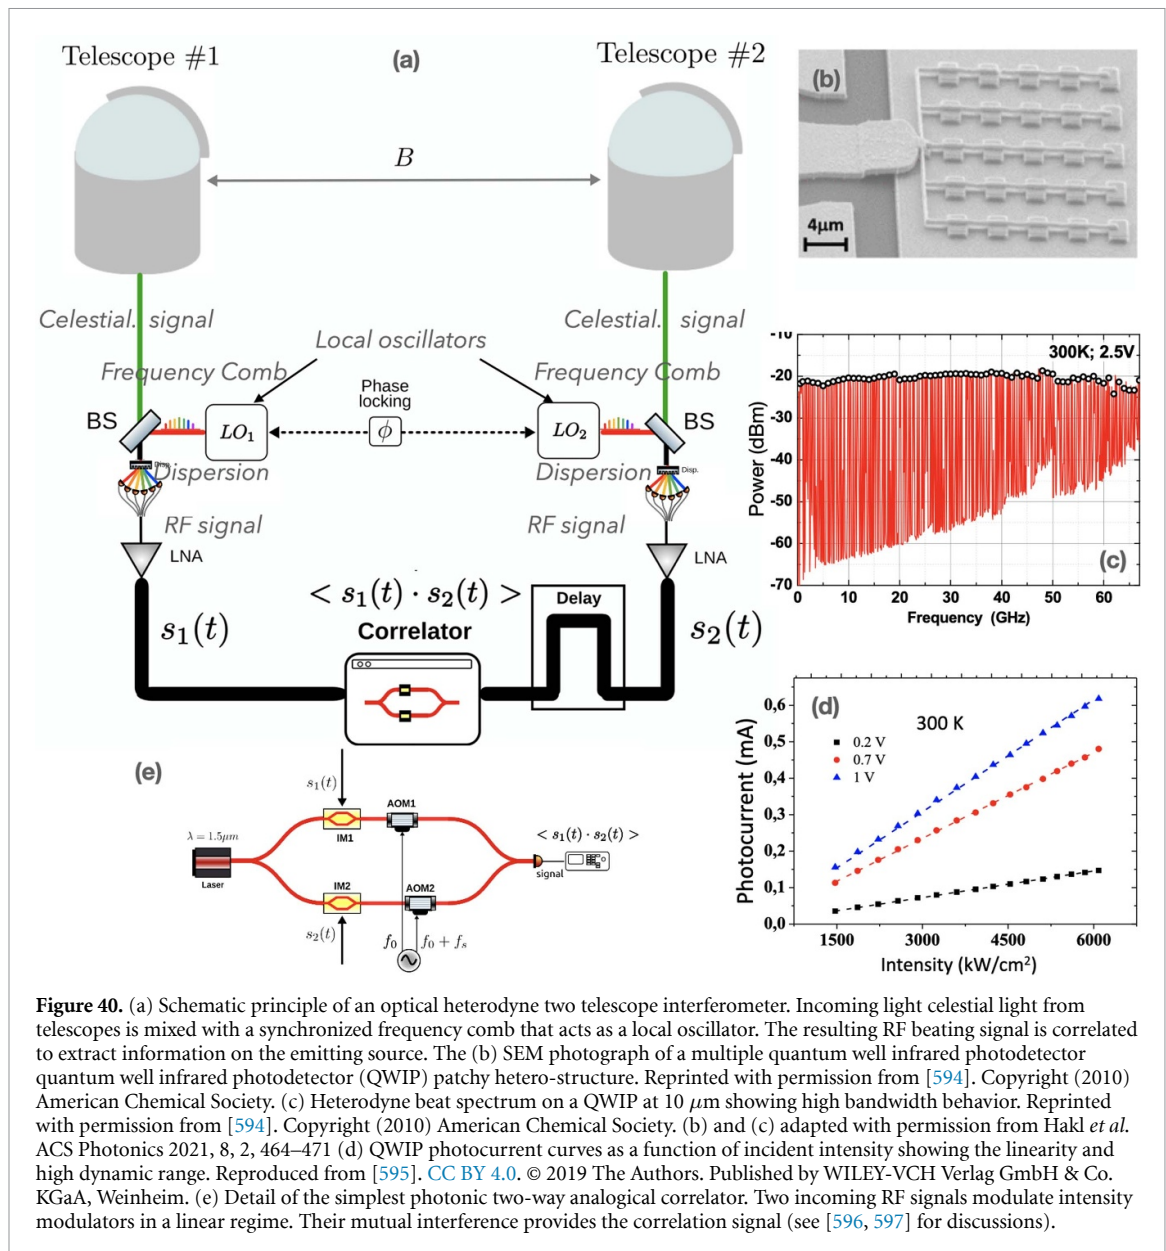 Telescope #1
(a)
Telescope #2
B
Celestial. signal
Celestial. signal
Local oscillators
Frequency Comb
Frequency Comb
Phase
locking
BS
LO1
ϕ
LO2
BS
Disp.
Disp.
Dispersion
Dispersion
RF signal
RF signal
LNA
LNA
< s1(t) · s2(t) >
Delay
s1(t)
Correlator
s2(t)
(b)
4μm
300K; 2.5V
-10
-20
-30
-40
-50
-60
-70
Power (dBm)
(c)
0 10 20 30 40 50 60
Frequency (GHz)
(d)
300 K
0.2 V
0.7 V
1 V
0,6
0,5
0,4
0,3
0,2
0,1
0,0
Photocurrent (mA)
1500 3000 4500 6000
Intensity (kW/cm²)
(e)
s1(t)
AOM1
λ = 1.5μm
IM1
< s1(t) · s2(t) >
Laser
signal
IM2
AOM2
s2(t)
f0
f0 + fs
Figure 40. (a) Schematic principle of an optical heterodyne two telescope interferometer. Incoming light celestial light from
telescopes is mixed with a synchronized frequency comb that acts as a local oscillator. The resulting RF beating signal is correlated
to extract information on the emitting source. The (b) SEM photograph of a multiple quantum well infrared photodetector
quantum well infrared photodetector (QWIP) patchy hetero-structure. Reprinted with permission from [594]. Copyright (2010)
American Chemical Society. (c) Heterodyne beat spectrum on a QWIP at 10 μm showing high bandwidth behavior. Reprinted
with permission from [594]. Copyright (2010) American Chemical Society. (b) and (c) adapted with permission from Hakl et al.
ACS Photonics 2021, 8, 2, 464–471 (d) QWIP photocurrent curves as a function of incident intensity showing the linearity and
high dynamic range. Reproduced from [595]. CC BY 4.0. © 2019 The Authors. Published by WILEY-VCH Verlag GmbH & Co.
KGaA, Weinheim. (e) Detail of the simplest photonic two-way analogical correlator. Two incoming RF signals modulate intensity
modulators in a linear regime. Their mutual interference provides the correlation signal (see [596, 597] for discussions).